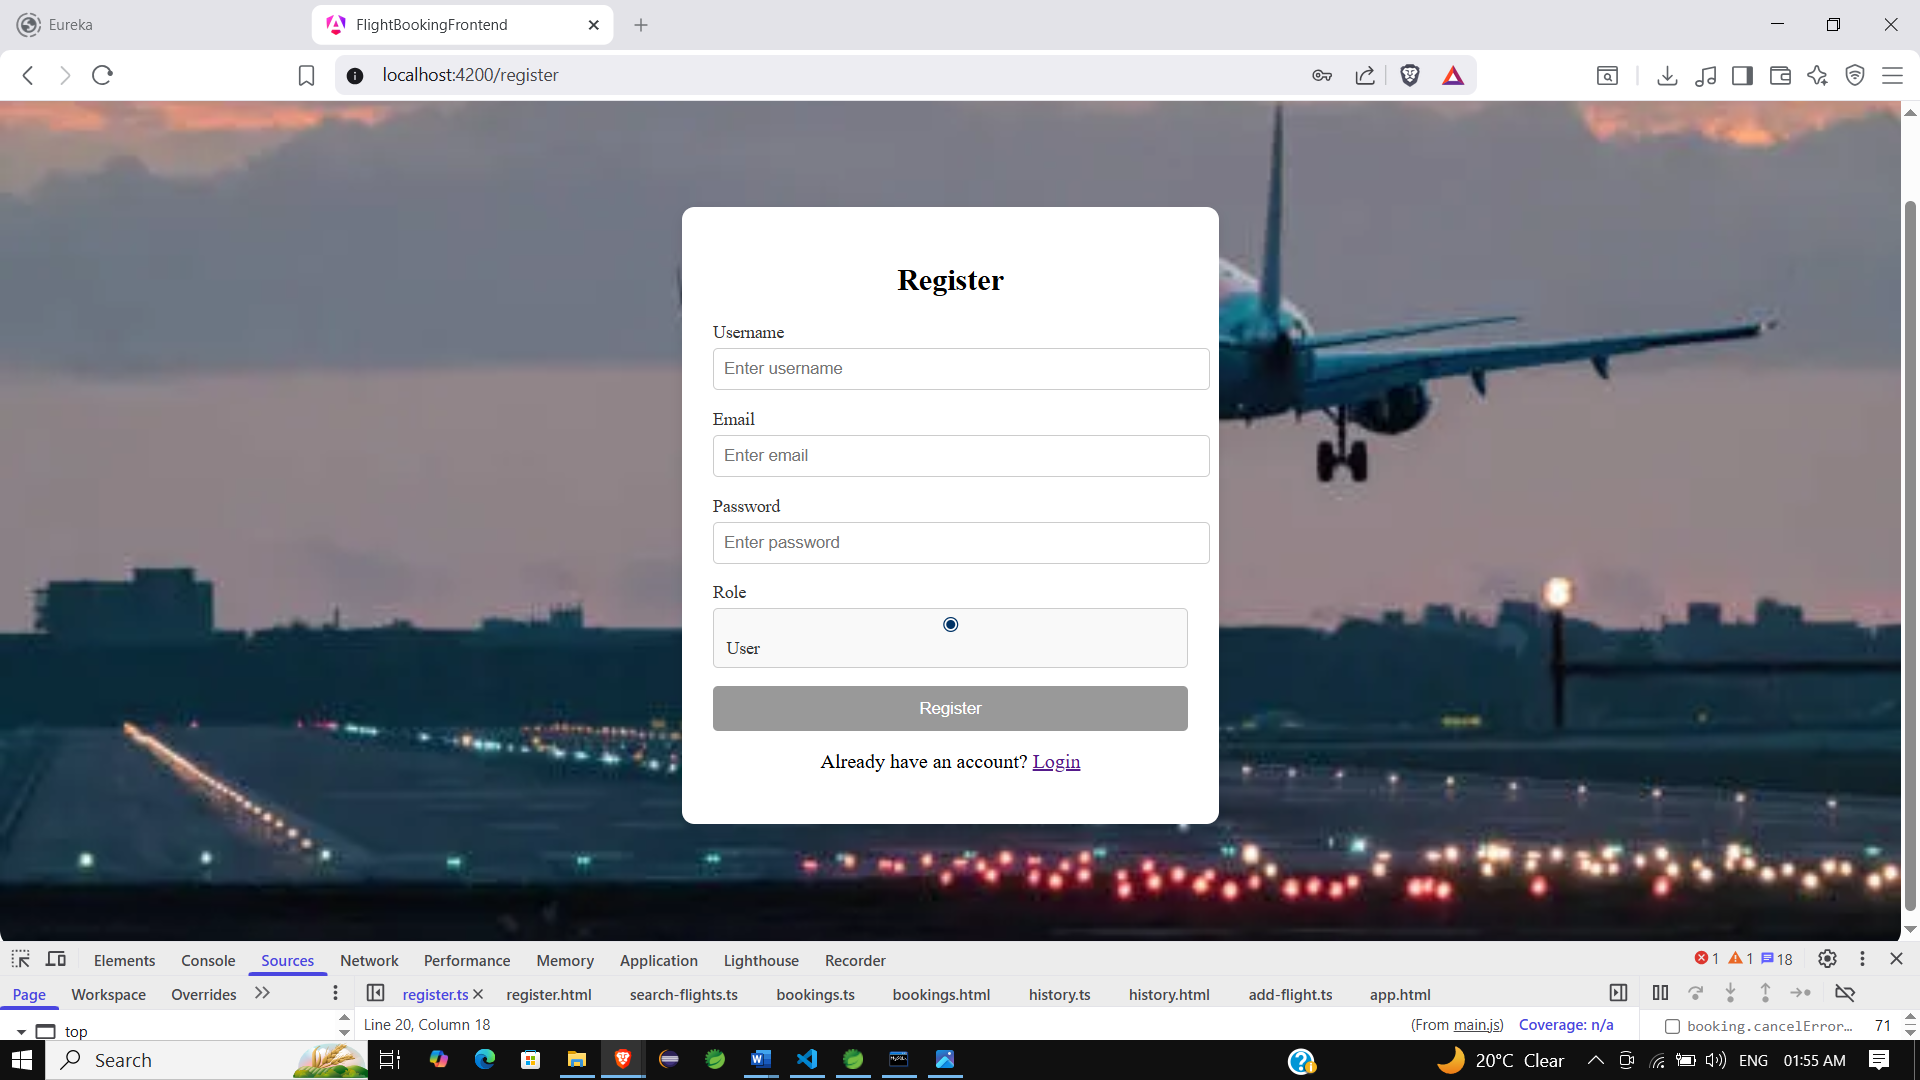 Eureka
FlightBookingFrontend
localhost:4200/register
Register
Username
Enter username
Email
Enter email
Password
Enter password
Role
User
Register
Already have an account? Login
Elements Console Sources Network Performance Memory Application Lighthouse Recorder 1 1 18
Page Workspace Overrides register.ts register.html search-flights.ts bookings.ts bookings.html history.ts history.html add-flight.ts app.html
top
Line 20, Column 18 (From main.js) Coverage: n/a
booking.cancelError... 71
Search
20°C Clear ENG 01:55 AM